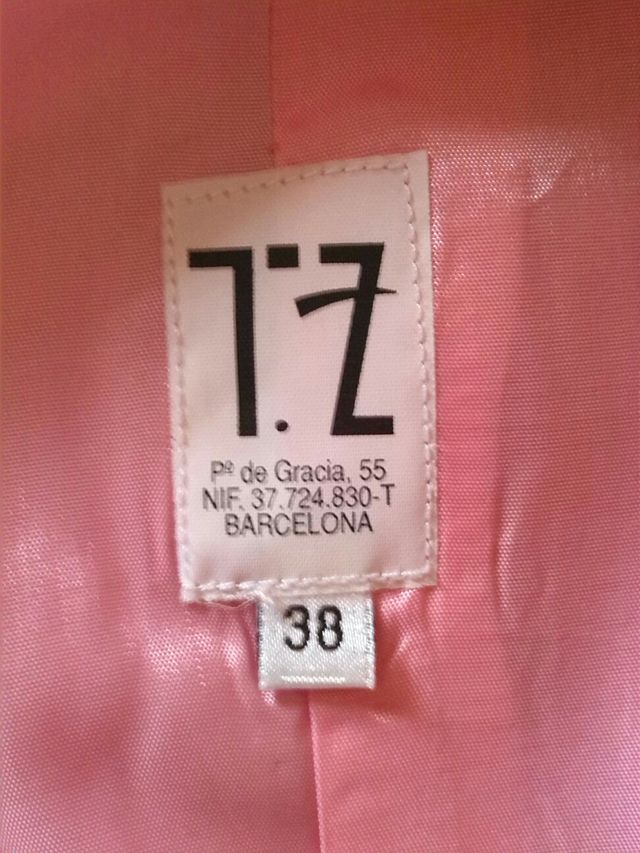 T.Z
Pº de Gracia, 55
NIF. 37.724.830-T
BARCELONA
38